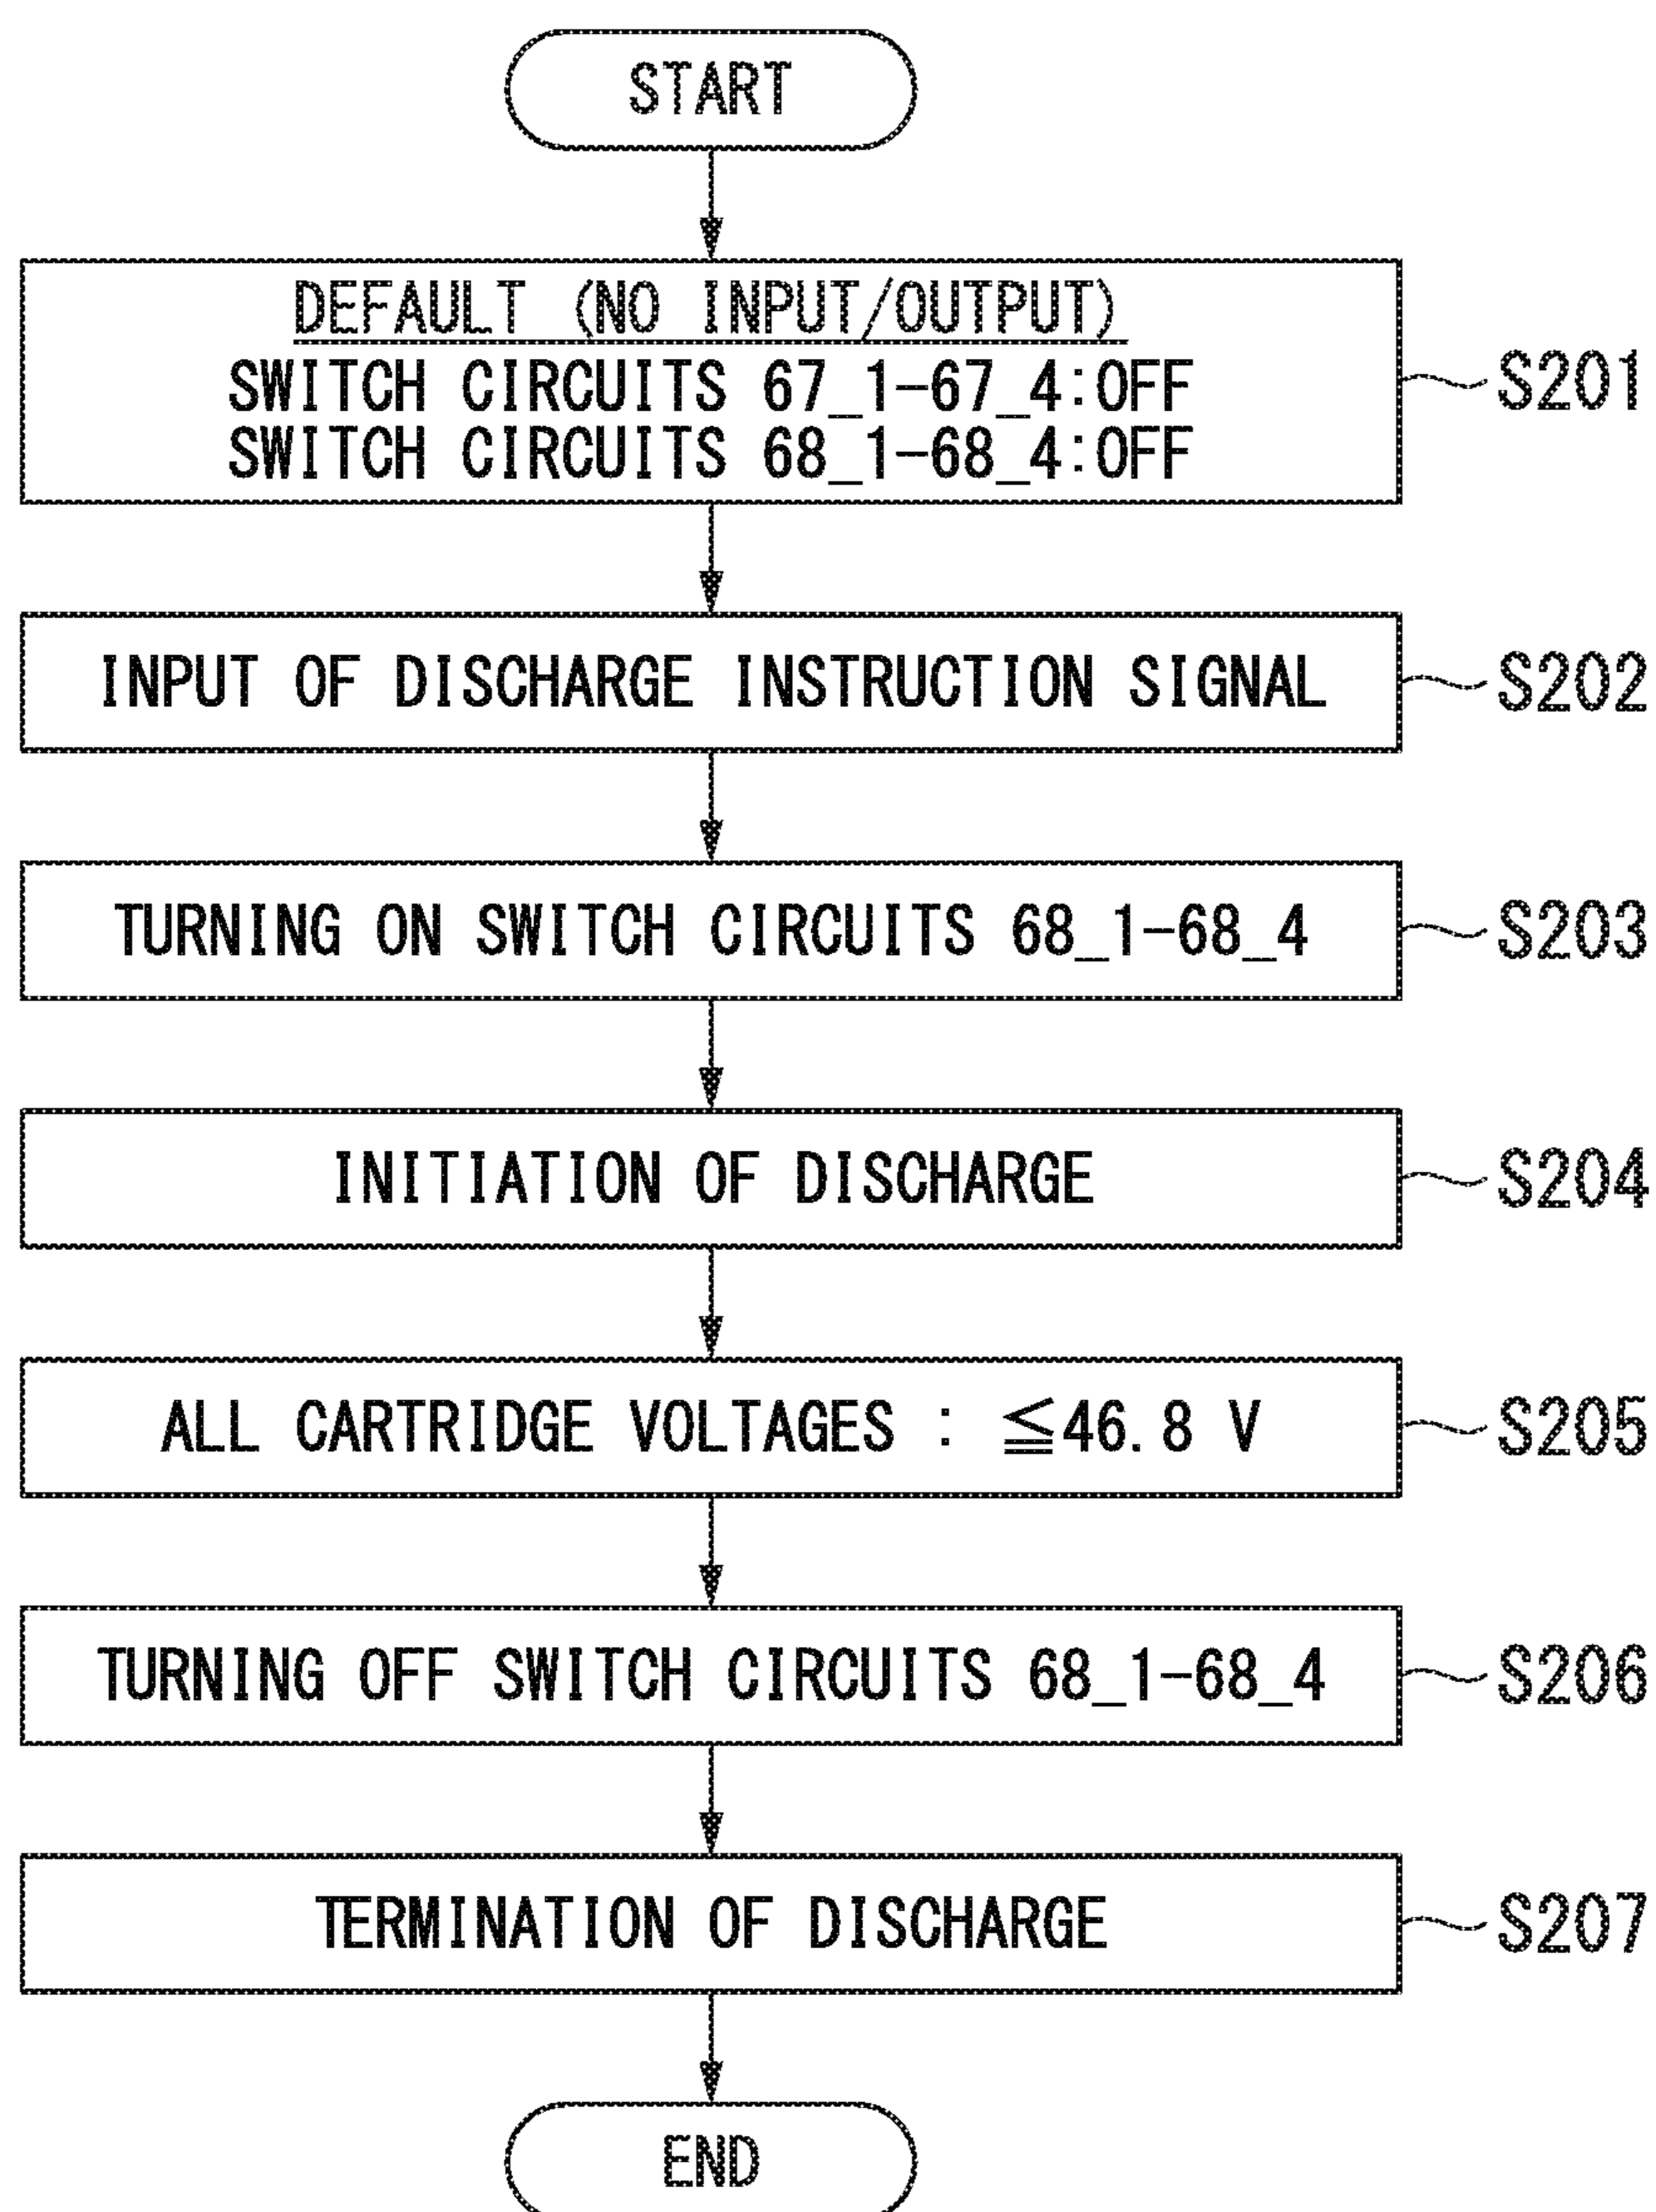 START
DEFAULT (NO INPUT/OUTPUT)
SWITCH CIRCUITS 67_1-67_4:OFF
SWITCH CIRCUITS 68_1-68_4:OFF
S201
INPUT OF DISCHARGE INSTRUCTION SIGNAL
S202
TURNING ON SWITCH CIRCUITS 68_1-68_4
S203
INITIATION OF DISCHARGE
S204
ALL CARTRIDGE VOLTAGES : ≦46.8 V
S205
TURNING OFF SWITCH CIRCUITS 68_1-68_4
S206
TERMINATION OF DISCHARGE
S207
END